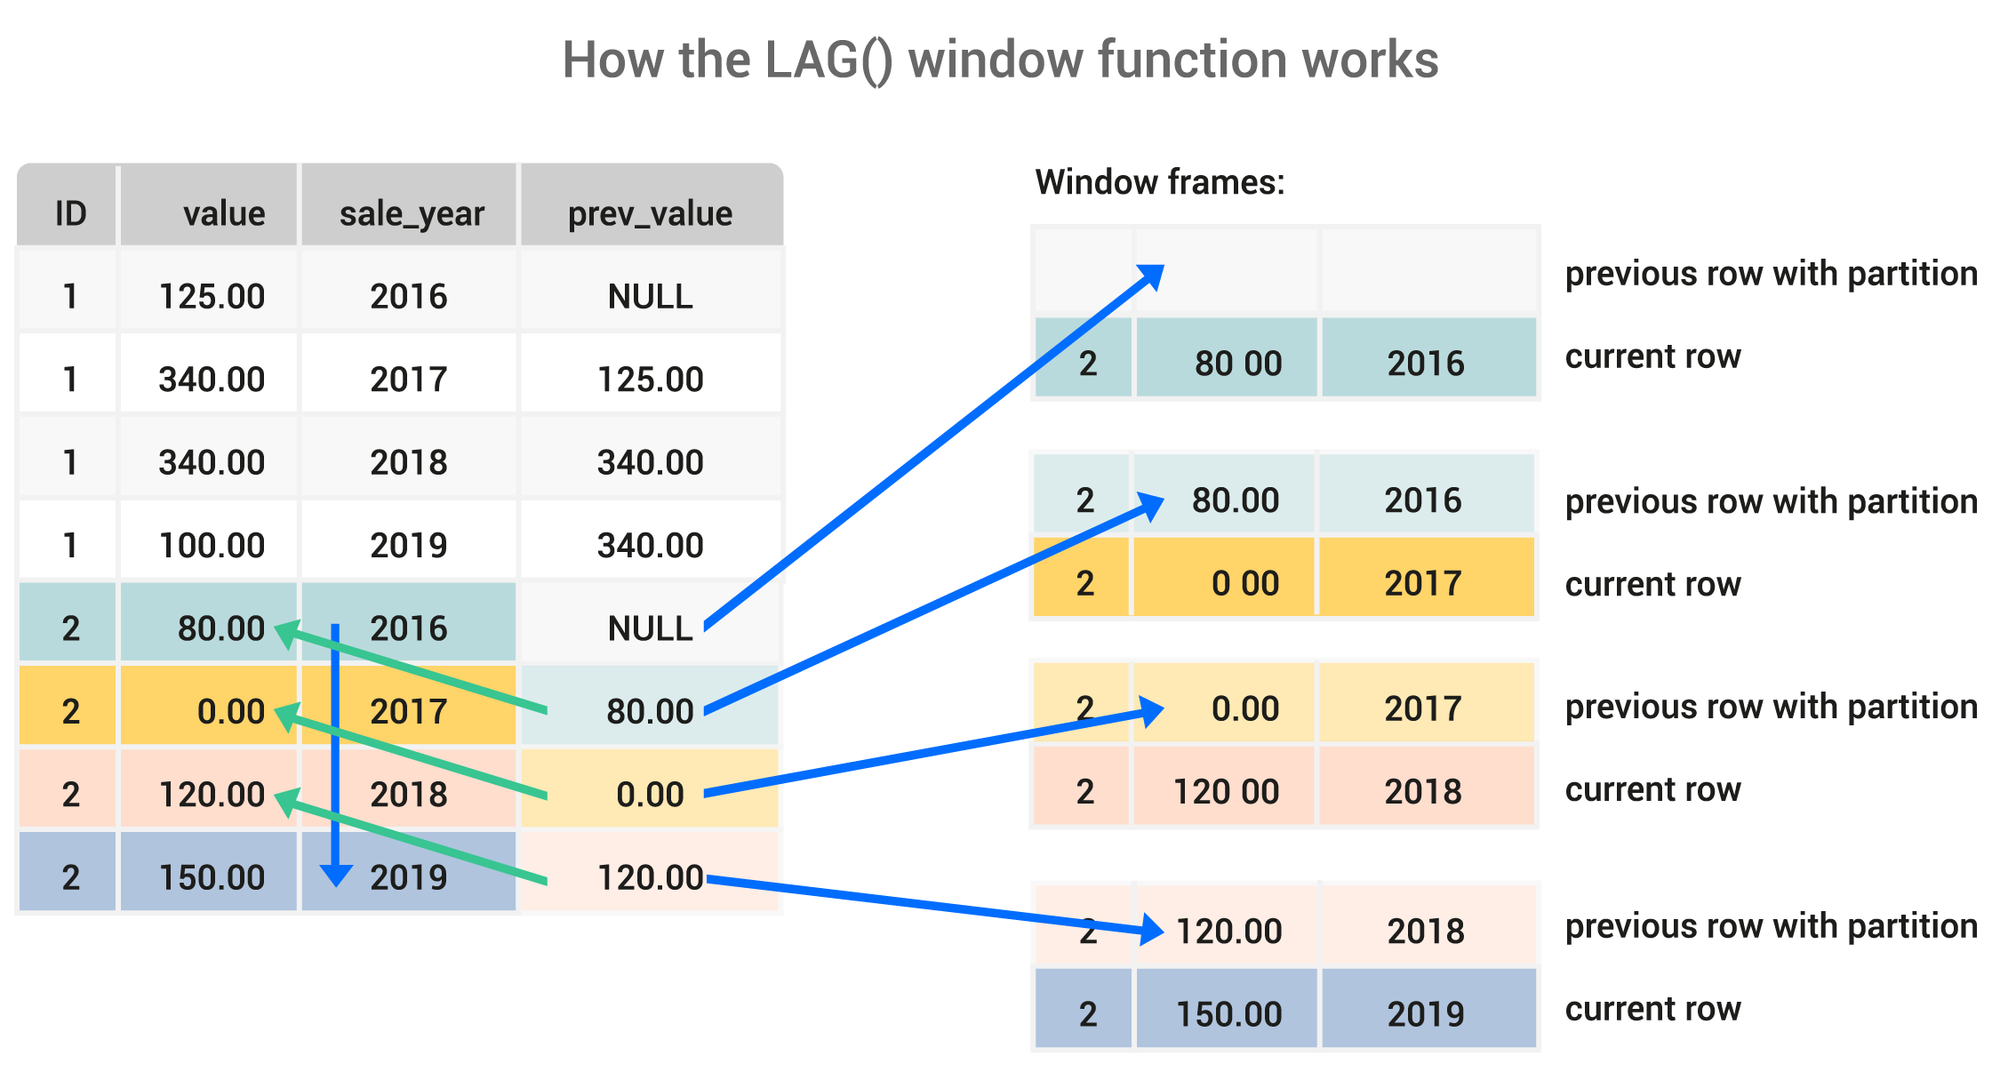 How the LAG() window function works
ID value sale_year prev_value
1 125.00 2016 NULL
1 340.00 2017 125.00
1 340.00 2018 340.00
1 100.00 2019 340.00
2 80.00 2016 NULL
2 0.00 2017 80.00
2 120.00 2018 0.00
2 150.00 2019 120.00
Window frames:
previous row with partition
2 80 00 2016 current row
2 80.00 2016 previous row with partition
2 0 00 2017 current row
2 0.00 2017 previous row with partition
2 120 00 2018 current row
2 120.00 2018 previous row with partition
2 150.00 2019 current row